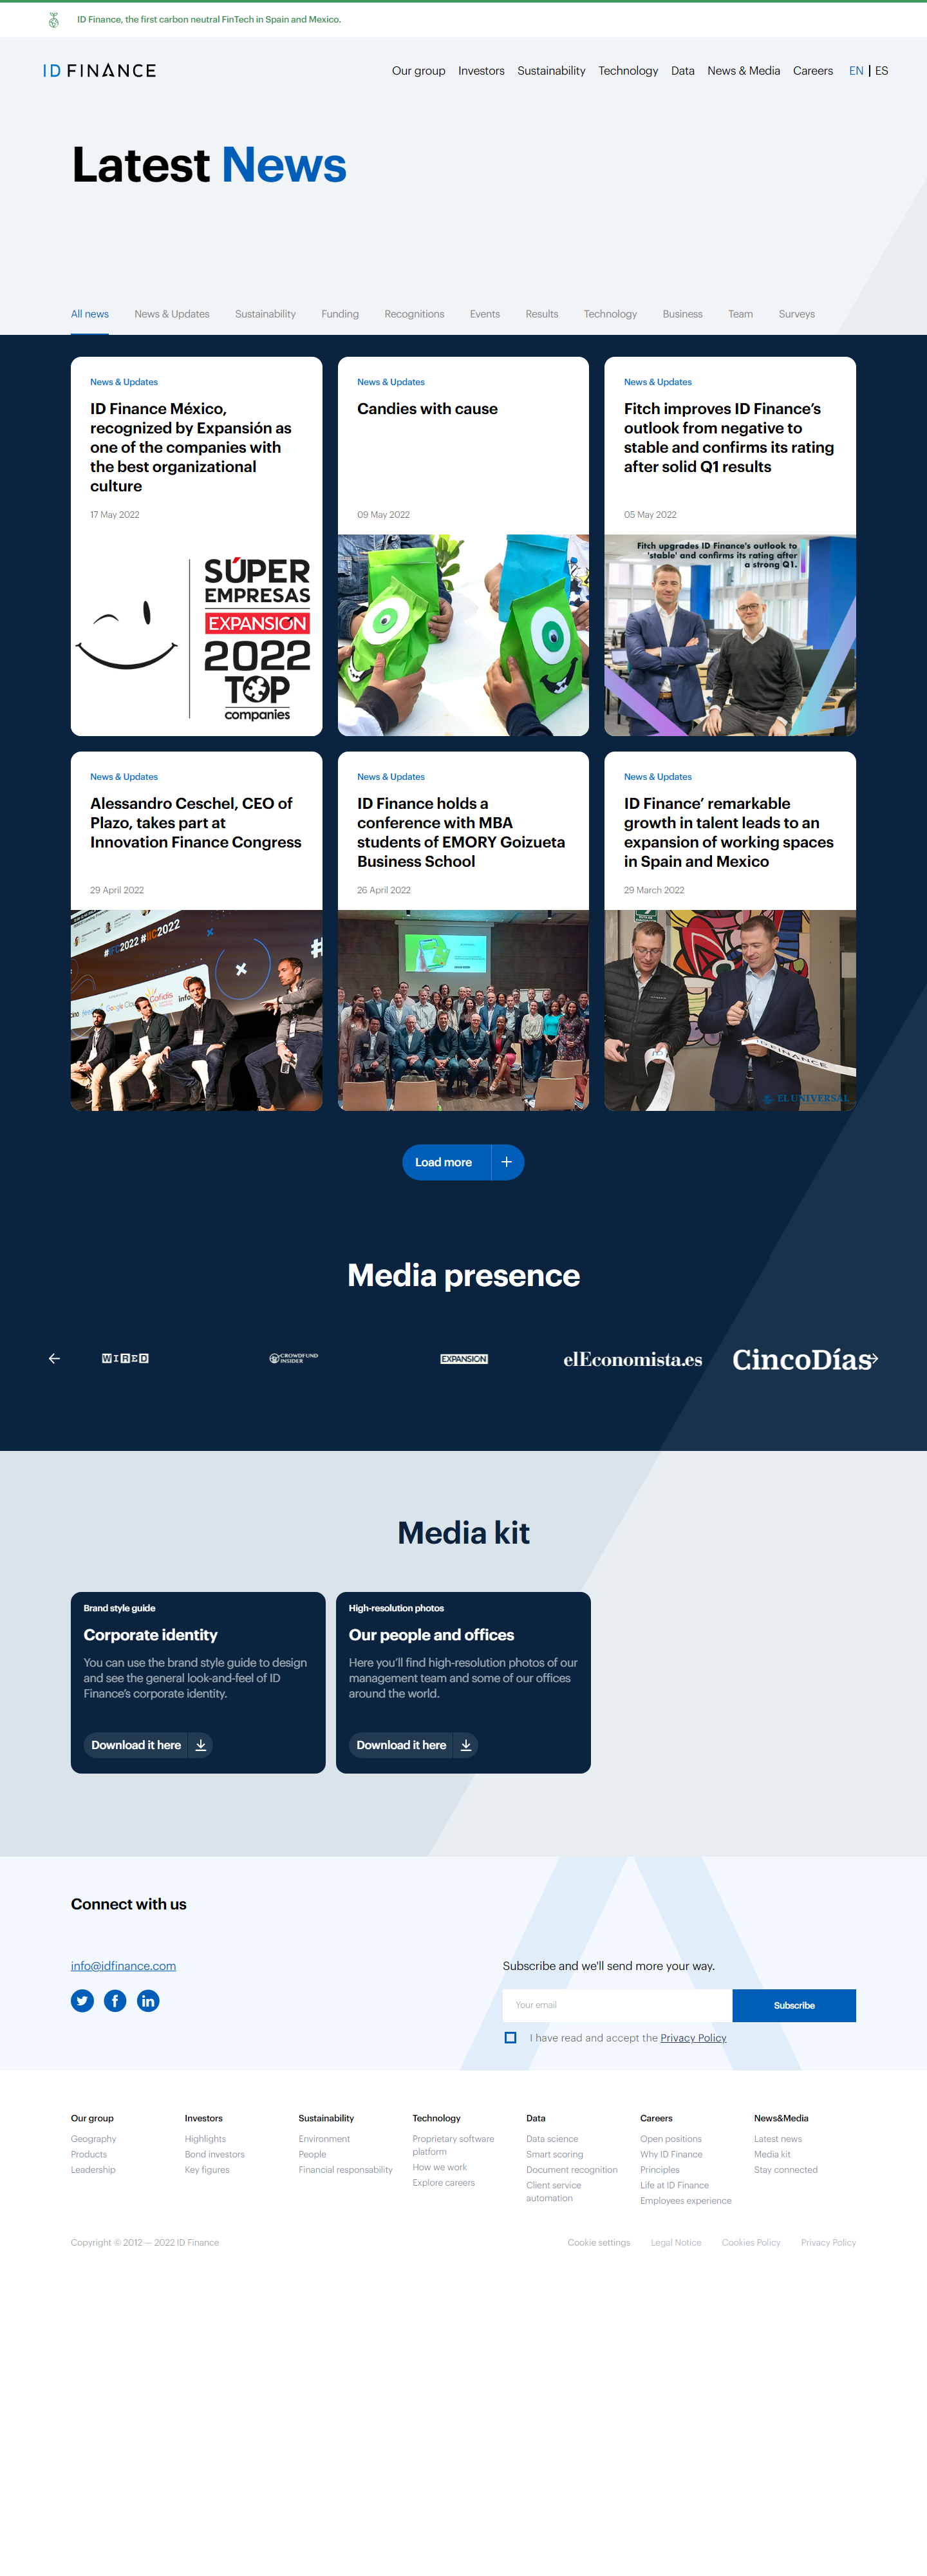 ID Finance, the first carbon neutral FinTech in Spain and Mexico.
ID FINANCE
Our group Investors Sustainability Technology Data News & Media Careers EN | ES
Latest News
All news News & Updates Sustainability Funding Recognitions Events Results Technology Business Team Surveys
News & Updates
ID Finance México,
recognized by Expansión as
one of the companies with
the best organizational
culture
17 May 2022
SÚPER
EMPRESAS
EXPANSIÓN
2022
TOP
companies
News & Updates
Candies with cause
09 May 2022
News & Updates
Fitch improves ID Finance’s
outlook from negative to
stable and confirms its rating
after solid Q1 results
05 May 2022
Fitch upgrades ID Finance's outlook to
'stable' and confirms its rating after
a strong Q1.
News & Updates
Alessandro Ceschel, CEO of
Plazo, takes part at
Innovation Finance Congress
29 April 2022
#IFC2022 #IIC2022
Google Cloud
Cofidis
News & Updates
ID Finance holds a
conference with MBA
students of EMORY Goizueta
Business School
26 April 2022
News & Updates
ID Finance’ remarkable
growth in talent leads to an
expansion of working spaces
in Spain and Mexico
29 March 2022
ID FINANCE
EL UNIVERSAL
Load more
Media presence
WIRED
CROWDFUND
INSIDER
EXPANSIÓN
elEconomista.es
CincoDías
Media kit
Brand style guide
Corporate identity
You can use the brand style guide to design
and see the general look-and-feel of ID
Finance’s corporate identity.
Download it here
High-resolution photos
Our people and offices
Here you’ll find high-resolution photos of our
management team and some of our offices
around the world.
Download it here
Connect with us
info@idfinance.com
Subscribe and we'll send more your way.
Your email
Subscribe
I have read and accept the Privacy Policy
Our group
Geography
Products
Leadership
Investors
Highlights
Bond investors
Key figures
Sustainability
Environment
People
Financial responsability
Technology
Proprietary software
platform
How we work
Explore careers
Data
Data science
Smart scoring
Document recognition
Client service
automation
Careers
Open positions
Why ID Finance
Principles
Life at ID Finance
Employees experience
News&Media
Latest news
Media kit
Stay connected
Copyright © 2012 — 2022 ID Finance
Cookie settings Legal Notice Cookies Policy Privacy Policy